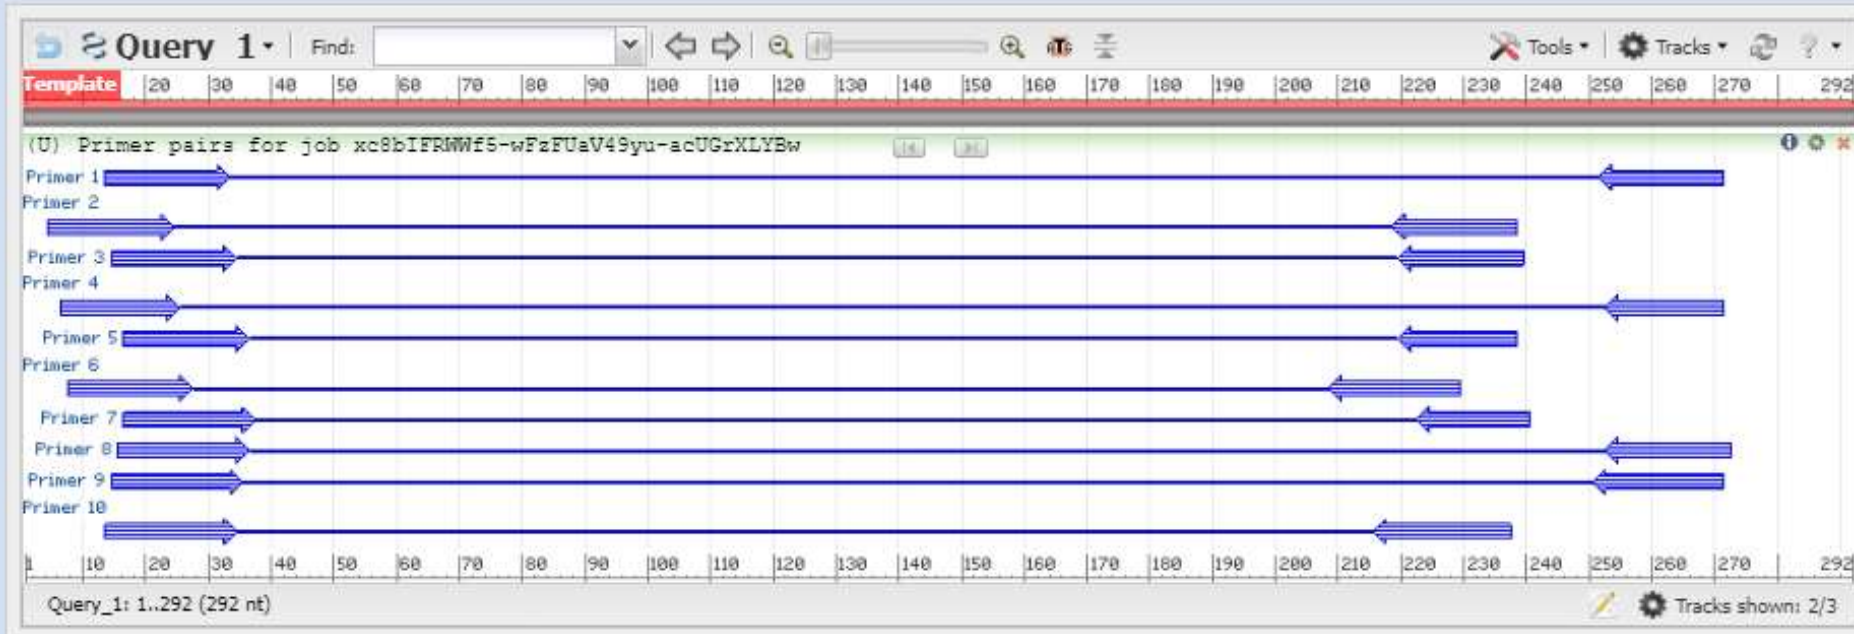 Query 1 Find: Tools Tracks ?
Template 20 30 40 50 60 70 80 90 100 110 120 130 140 150 160 170 180 190 200 210 220 230 240 250 260 270 292
(U) Primer pairs for job xc8bIFRWWf5-wFzFUaV49yu-acUGrXLYBw
Primer 1
Primer 2
Primer 3
Primer 4
Primer 5
Primer 6
Primer 7
Primer 8
Primer 9
Primer 10
1 10 20 30 40 50 60 70 80 90 100 110 120 130 140 150 160 170 180 190 200 210 220 230 240 250 260 270 292
Query_1: 1..292 (292 nt) Tracks shown: 2/3